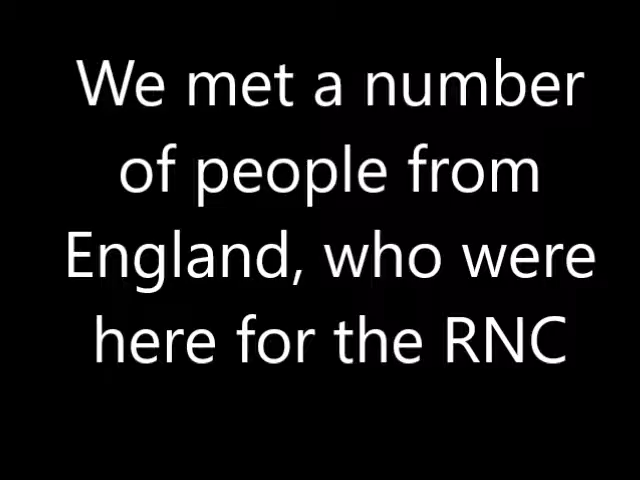 We met a number
of people from
England, who were
here for the RNC